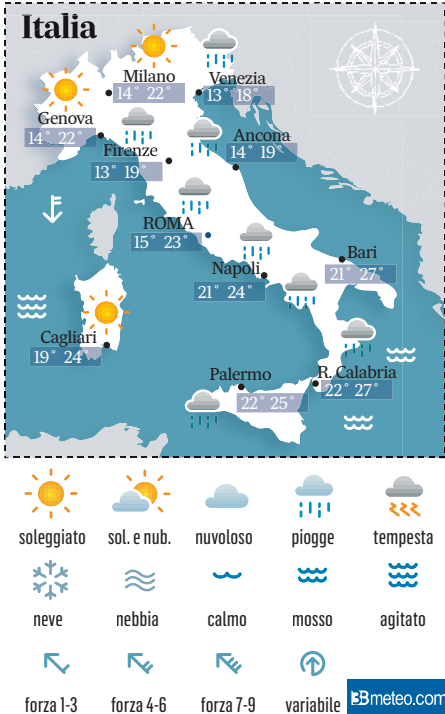 Italia
Milano
14° 22°
Venezia
13° 18°
Genova
14° 22°
Firenze
13° 19°
Ancona
14° 19°
ROMA
15° 23°
Napoli
21° 24°
Bari
21° 27°
Cagliari
19° 24°
Palermo
22° 25°
R. Calabria
22° 27°
soleggiato sol. e nub. nuvoloso piogge tempesta
neve nebbia calmo mosso agitato
forza 1-3 forza 4-6 forza 7-9 variabile
3Bmeteo.com